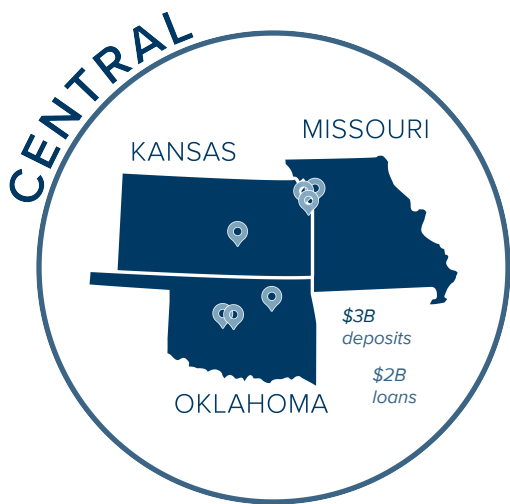 CENTRAL
MISSOURI
KANSAS
$3B
deposits
$2B
loans
OKLAHOMA